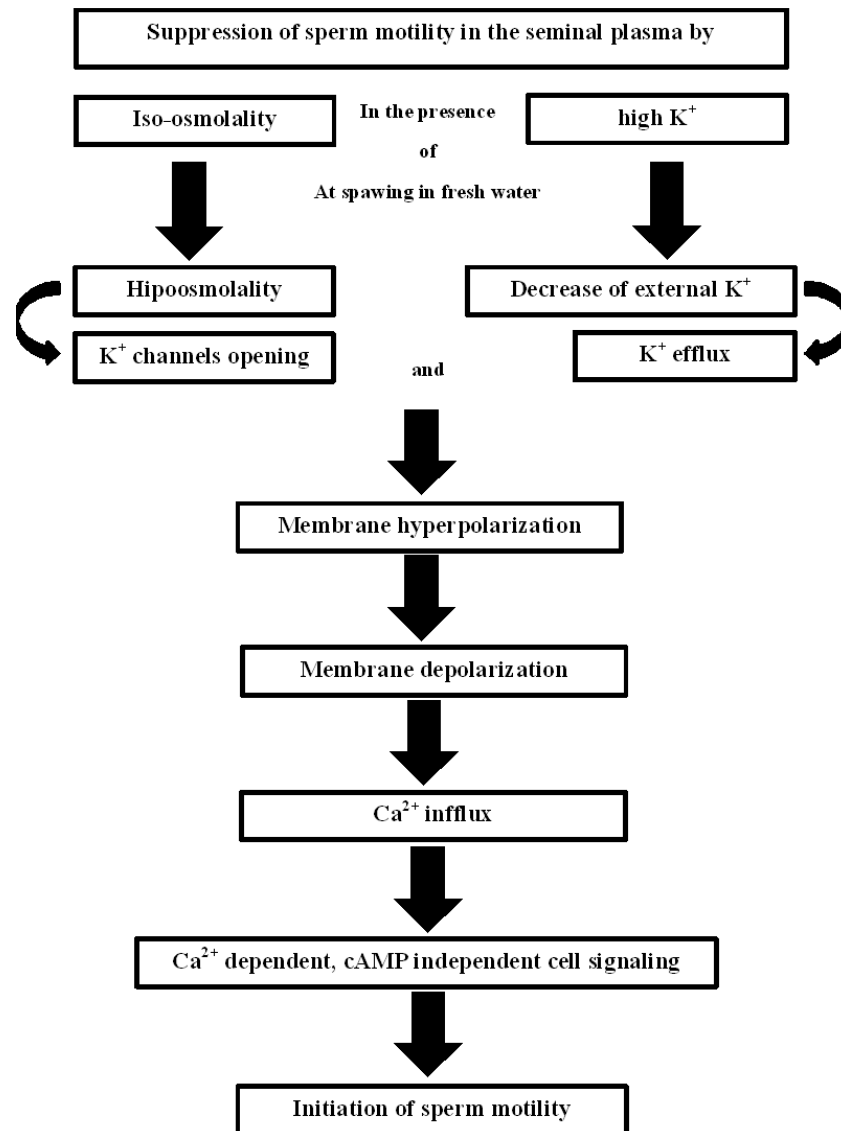 Suppression of sperm motility in the seminal plasma by
Iso-osmolality
In the presence
of
high K⁺
At spawing in fresh water
Hipoosmolality
Decrease of external K⁺
K⁺ channels opening
and
K⁺ efflux
Membrane hyperpolarization
Membrane depolarization
Ca²⁺ infflux
Ca²⁺ dependent, cAMP independent cell signaling
Initiation of sperm motility